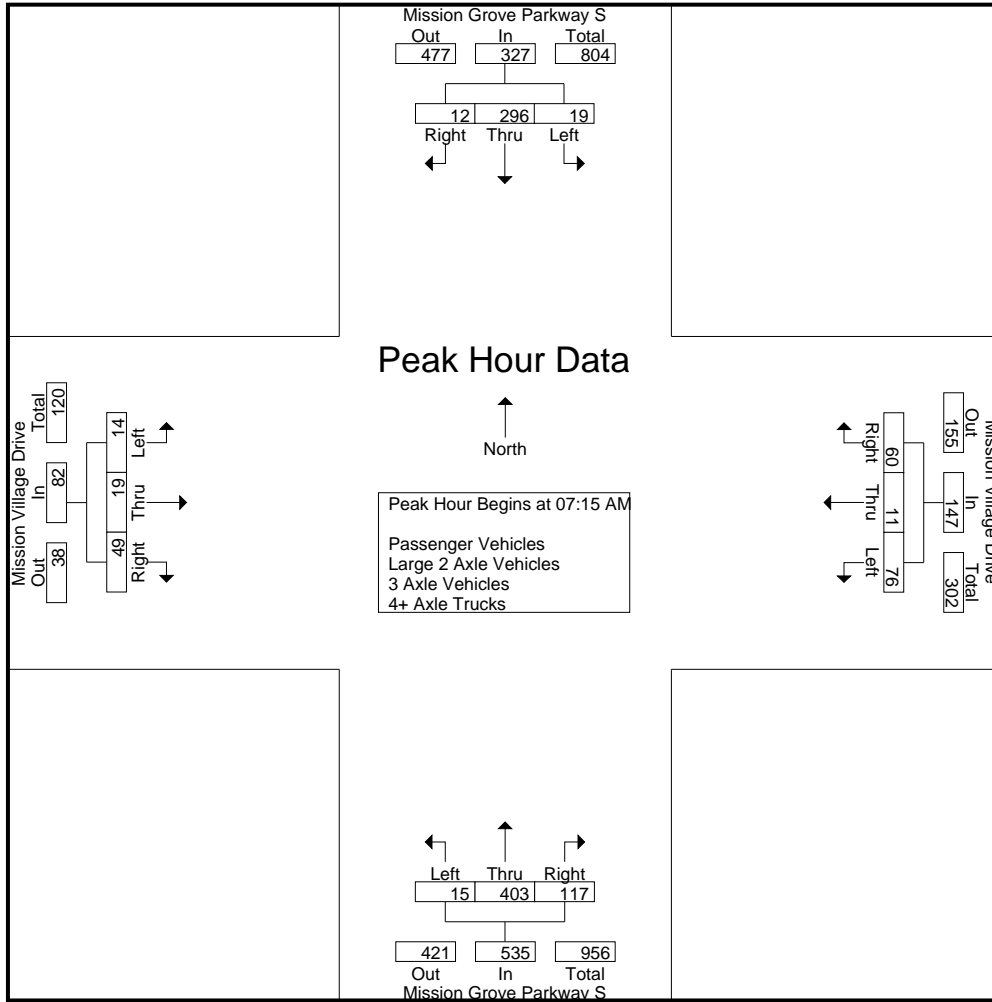 Mission Grove Parkway S
Out In Total
477 327 804
12 296 19
Right Thru Left
Peak Hour Data
North
Peak Hour Begins at 07:15 AM
Passenger Vehicles
Large 2 Axle Vehicles
3 Axle Vehicles
4+ Axle Trucks
Mission Village Drive
Out In Total
38 82 120
Left Thru Right
14 19 49
Mission Village Drive
Out In Total
155 147 302
Right Thru Left
60 11 76
Left Thru Right
15 403 117
421 535 956
Out In Total
Mission Grove Parkway S